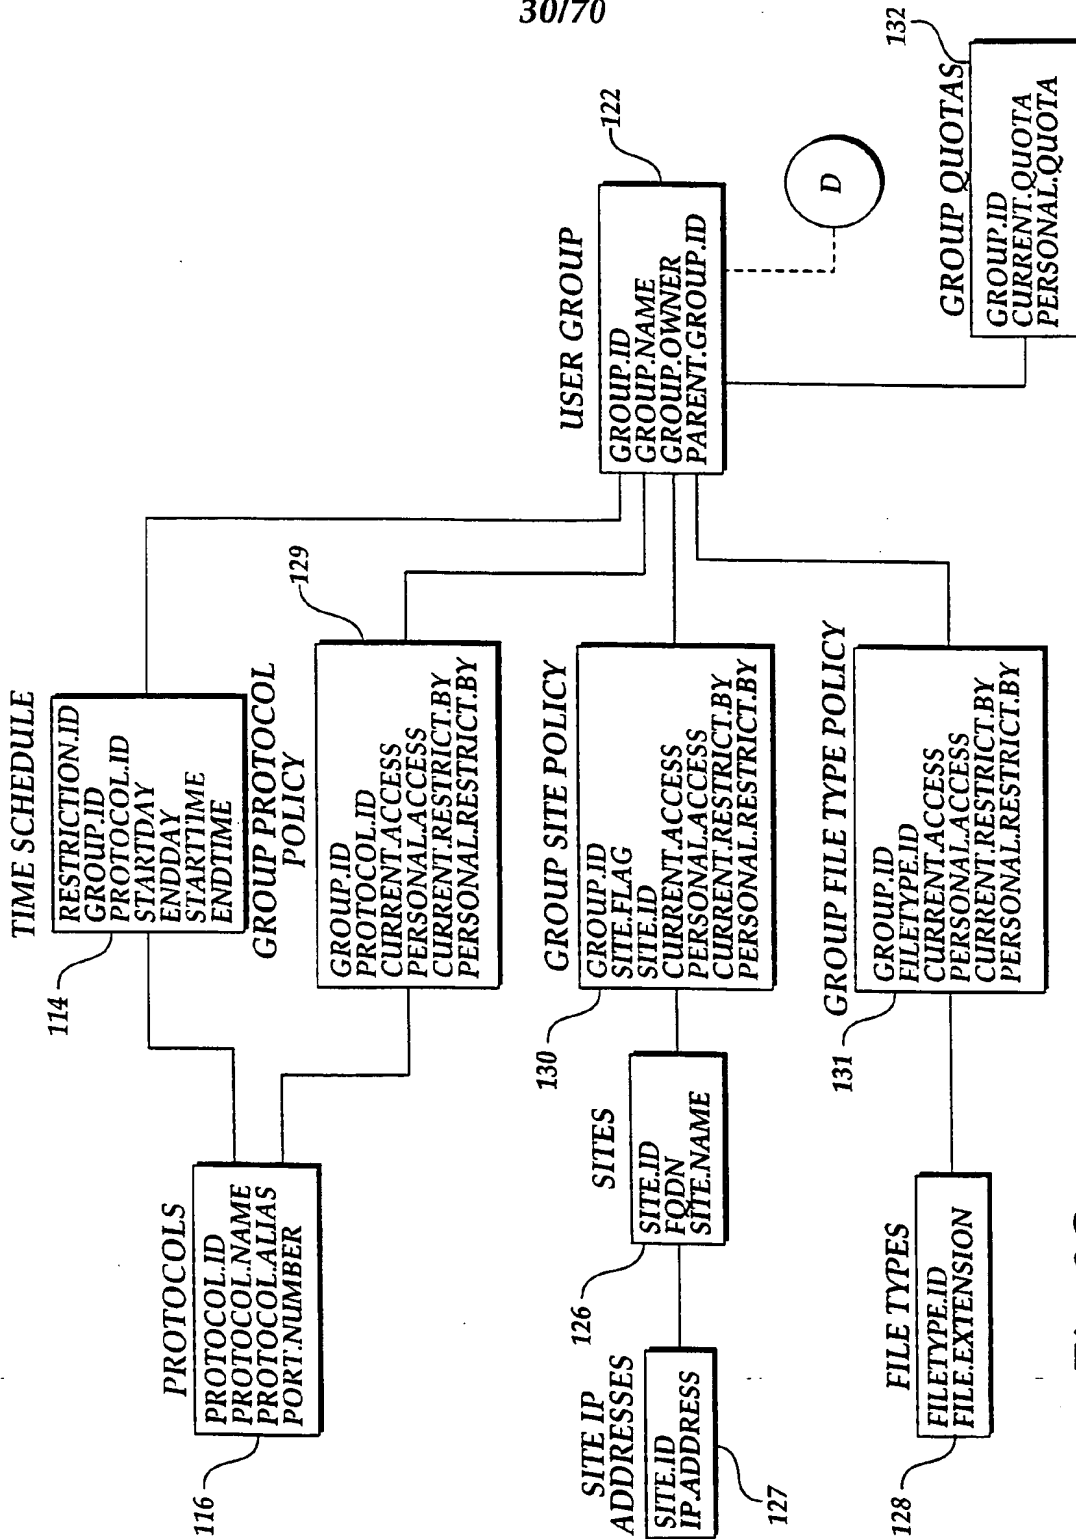 30/70
TIME SCHEDULE
RESTRICTION.ID
GROUP.ID
PROTOCOL.ID
STARTDAY
ENDDAY
STARTTIME
ENDTIME
114
PROTOCOLS
PROTOCOL.ID
PROTOCOL.NAME
PROTOCOL.ALIAS
PORT.NUMBER
116
GROUP PROTOCOL
POLICY
GROUP.ID
PROTOCOL.ID
CURRENT.ACCESS
PERSONAL.ACCESS
CURRENT.RESTRICT.BY
PERSONAL.RESTRICT.BY
129
USER GROUP
GROUP.ID
GROUP.NAME
GROUP.OWNER
PARENT.GROUP.ID
122
D
SITE IP
ADDRESSES
SITE.ID
IP.ADDRESS
127
SITES
SITE.ID
FQDN
SITE.NAME
126
GROUP SITE POLICY
GROUP.ID
SITE.FLAG
SITE.ID
CURRENT.ACCESS
PERSONAL.ACCESS
CURRENT.RESTRICT.BY
PERSONAL.RESTRICT.BY
130
FILE TYPES
FILETYPE.ID
FILE.EXTENSION
128
GROUP FILE TYPE POLICY
GROUP.ID
FILETYPE.ID
CURRENT.ACCESS
PERSONAL.ACCESS
CURRENT.RESTRICT.BY
PERSONAL.RESTRICT.BY
131
GROUP QUOTAS
GROUP.ID
CURRENT.QUOTA
PERSONAL.QUOTA
132